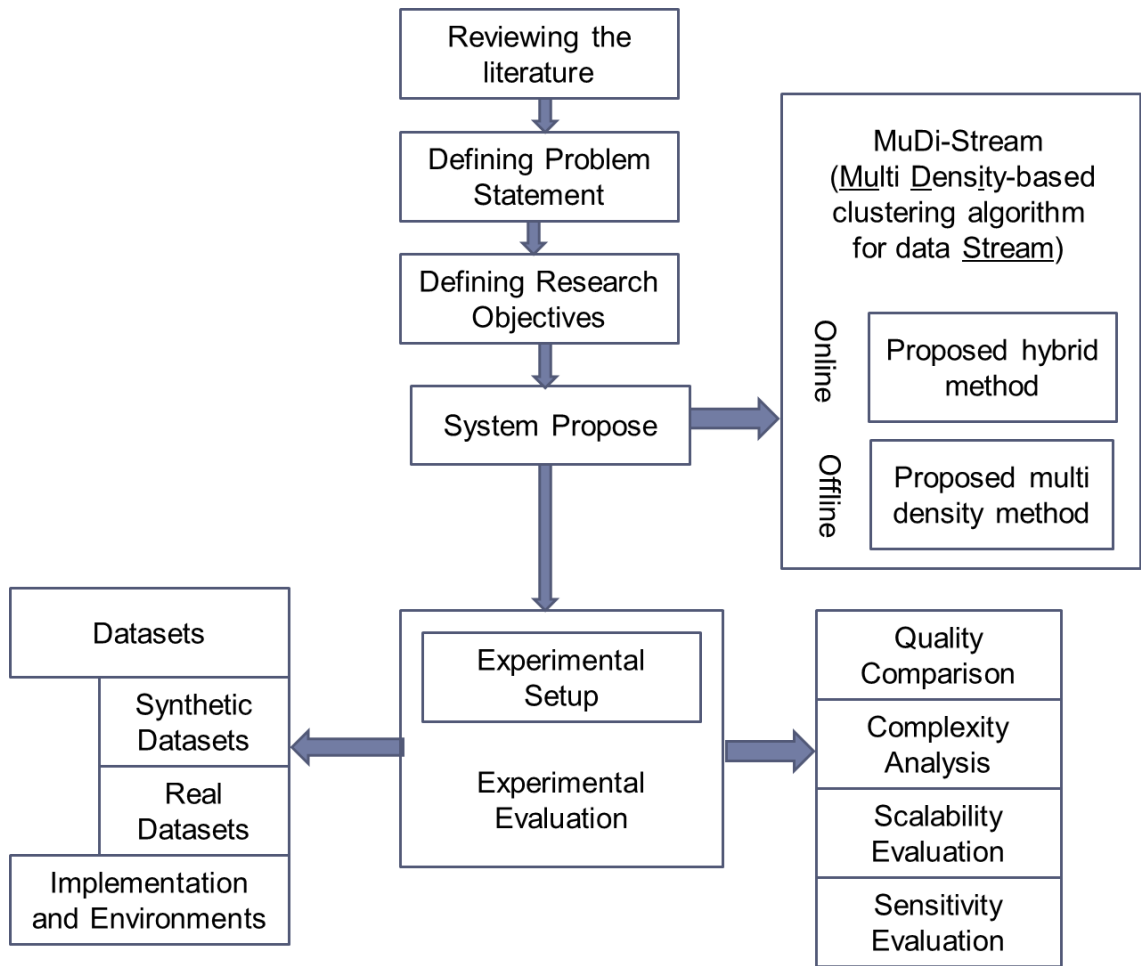 Reviewing the
literature
Defining Problem
Statement
Defining Research
Objectives
System Propose
MuDi-Stream
(Multi Density-based
clustering algorithm
for data Stream)
Online
Proposed hybrid
method
Offline
Proposed multi
density method
Datasets
Synthetic
Datasets
Real
Datasets
Implementation
and Environments
Experimental
Setup
Experimental
Evaluation
Quality
Comparison
Complexity
Analysis
Scalability
Evaluation
Sensitivity
Evaluation